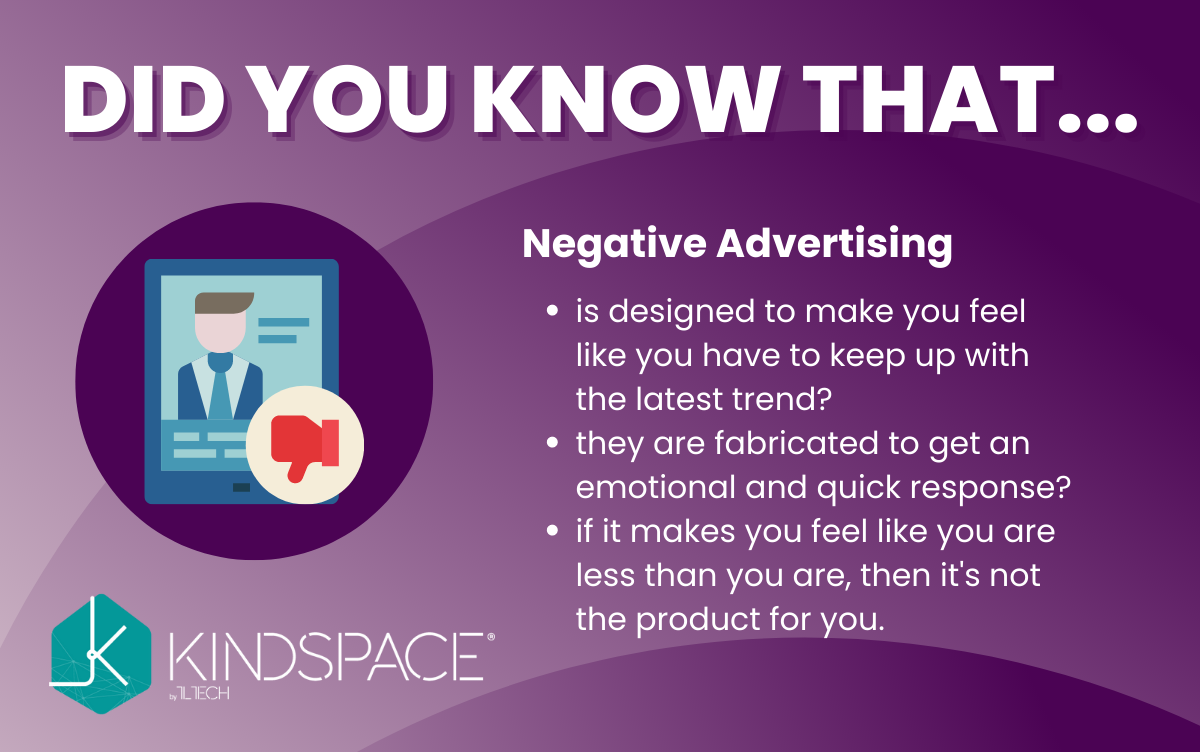 DID YOU KNOW THAT...
Negative Advertising
• is designed to make you feel
like you have to keep up with
the latest trend?
• they are fabricated to get an
emotional and quick response?
• if it makes you feel like you are
less than you are, then it's not
the product for you.
KINDSPACE®
by TLTECH